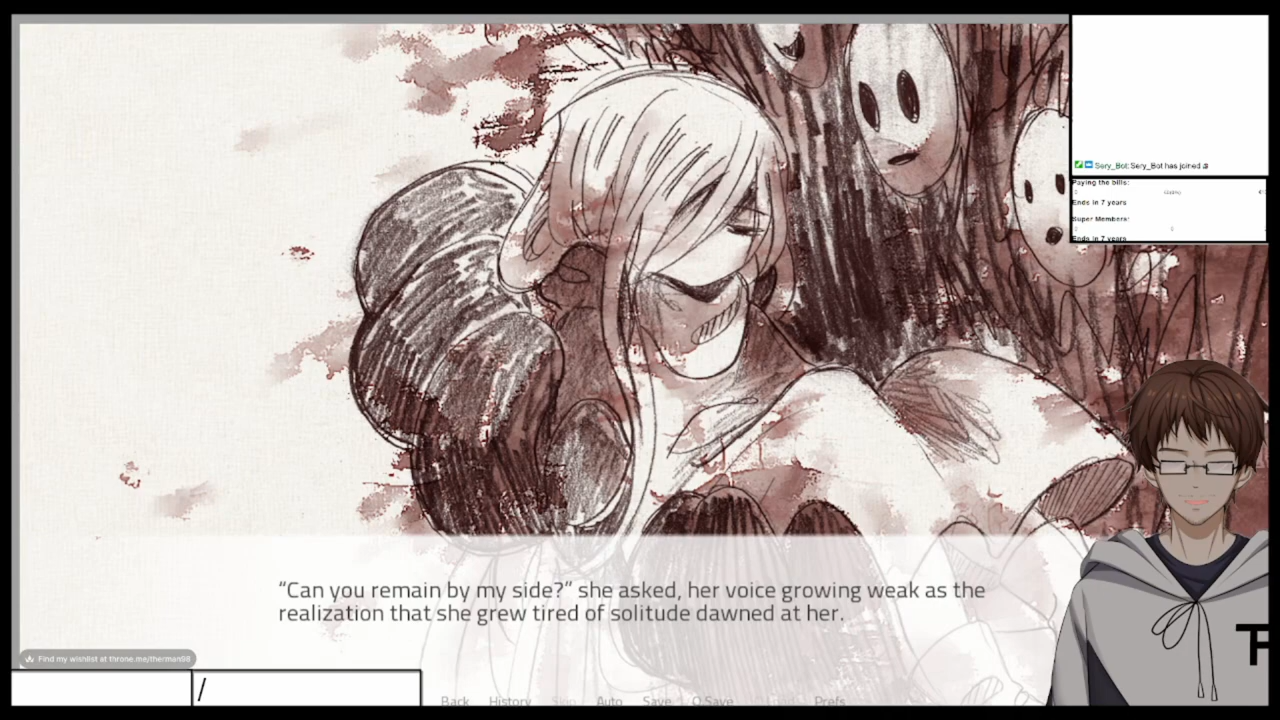 Sery_Bot: Sery_Bot has joined
Paying the bills:
Ends in 7 years
Super Members:
Ends in 7 years
“Can you remain by my side?” she asked, her voice growing weak as the
realization that she grew tired of solitude dawned at her.
Find my wishlist at throne.me/therman98
/
Back History Skip Auto Save Q.Save Prefs